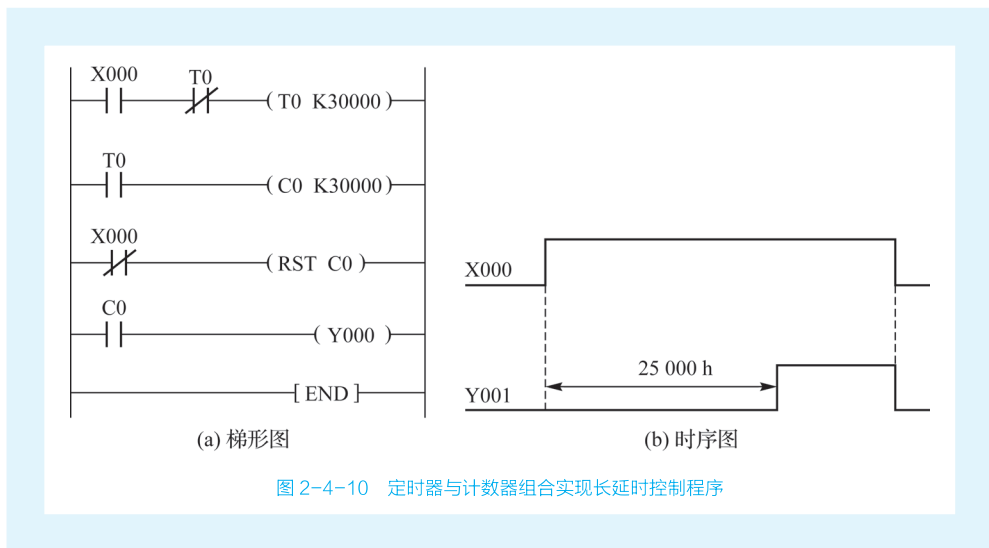 X000
T0
( T0 K30000 )
T0
( C0 K30000 )
X000
( RST C0 )
C0
( Y000 )
[ END ]
(a) 梯形图
X000
25 000 h
Y001
(b) 时序图
图 2-4-10 定时器与计数器组合实现长延时控制程序